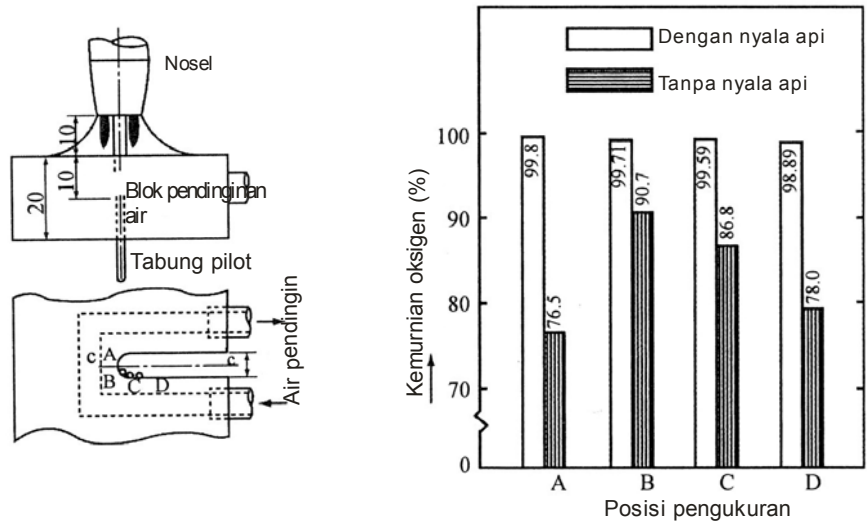 Nosel
10
10
20
Blok pendinginan
air
Tabung pilot
c
A
B
C
D
c
Air pendingin
Dengan nyala api
Tanpa nyala api
Kemurnian oksigen (%)
100
90
80
70
0
99.8
76.5
99.71
90.7
99.59
86.8
98.89
78.0
A
B
C
D
Posisi pengukuran